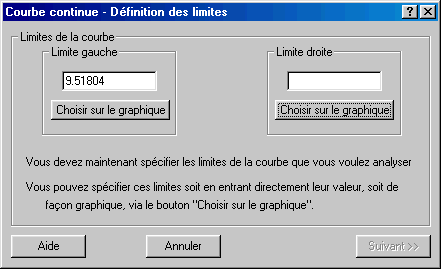 Courbe continue - Définition des limites
Limites de la courbe
Limite gauche
Limite droite
9.51804
Choisir sur le graphique
Choisir sur le graphique
Vous devez maintenant spécifier les limites de la courbe que vous voulez analyser
Vous pouvez spécifier ces limites soit en entrant directement leur valeur, soit de
façon graphique, via le bouton "Choisir sur le graphique".
Aide
Annuler
Suivant >>